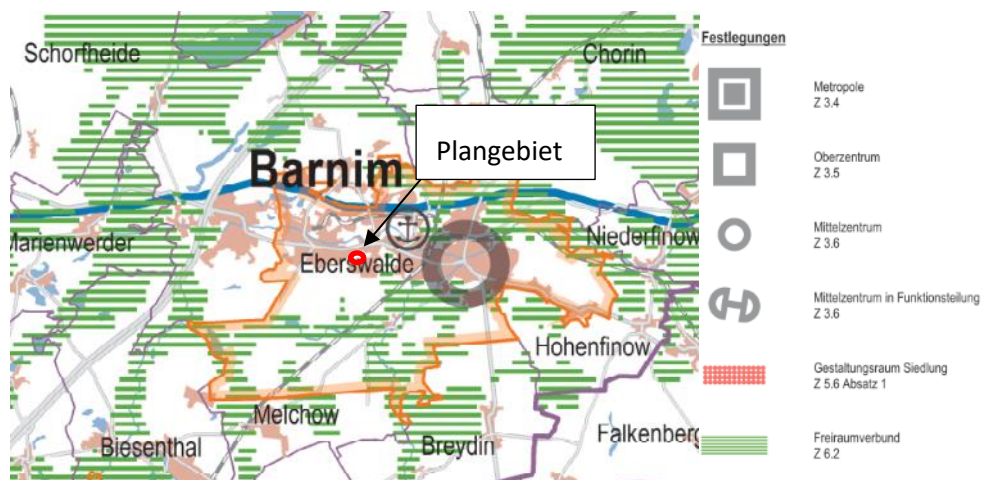 Schorfheide
Chorin
Plangebiet
Barnim
Marienwerder
Niederfinow
Eberswalde
Hohenfinow
Melchow
Biesenthal
Breydin
Falkenberg
Festlegungen
Metropole
Z 3.4
Oberzentrum
Z 3.5
Mittelzentrum
Z 3.6
Mittelzentrum in Funktionsteilung
Z 3.6
Gestaltungsraum Siedlung
Z 5.6 Absatz 1
Freiraumverbund
Z 6.2